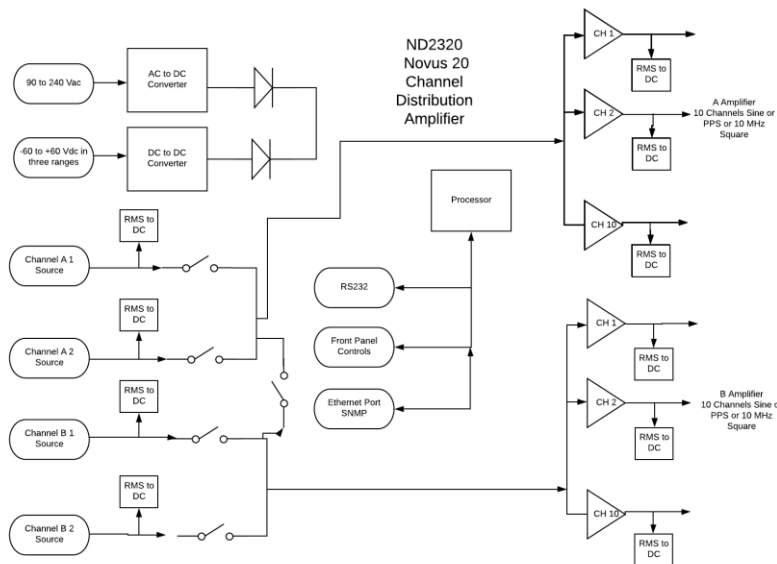 ND2320
Novus 20
Channel
Distribution
Amplifier
90 to 240 Vac
AC to DC
Converter
-60 to +60 Vdc in
three ranges
DC to DC
Converter
RMS to
DC
Channel A 1
Source
RMS to
DC
Channel A 2
Source
RMS to
DC
Channel B 1
Source
RMS to
DC
Channel B 2
Source
Processor
RS232
Front Panel
Controls
Ethernet Port
SNMP
CH 1
RMS to
DC
CH 2
RMS to
DC
A Amplifier
10 Channels Sine or
PPS or 10 MHz
Square
CH 10
RMS to
DC
CH 1
RMS to
DC
CH 2
RMS to
DC
B Amplifier
10 Channels Sine o
PPS or 10 MHz
Square
CH 10
RMS to
DC